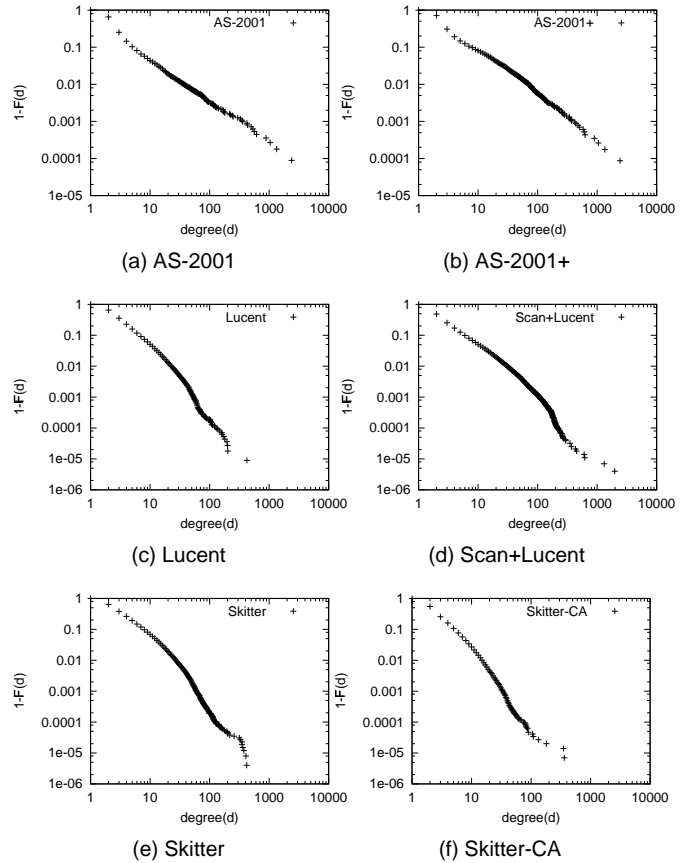 1
0.1
0.01
0.001
0.0001
1e-05
1-F(d)
AS-2001
1 10 100 1000 10000
degree(d)
(a) AS-2001
1
0.1
0.01
0.001
0.0001
1e-05
1-F(d)
AS-2001+
1 10 100 1000 10000
degree(d)
(b) AS-2001+
1
0.1
0.01
0.001
0.0001
1e-05
1e-06
1-F(d)
Lucent
1 10 100 1000 10000
degree(d)
(c) Lucent
1
0.1
0.01
0.001
0.0001
1e-05
1e-06
1-F(d)
Scan+Lucent
1 10 100 1000 10000
degree(d)
(d) Scan+Lucent
1
0.1
0.01
0.001
0.0001
1e-05
1e-06
1-F(d)
Skitter
1 10 100 1000 10000
degree(d)
(e) Skitter
1
0.1
0.01
0.001
0.0001
1e-05
1e-06
1-F(d)
Skitter-CA
1 10 100 1000 10000
degree(d)
(f) Skitter-CA